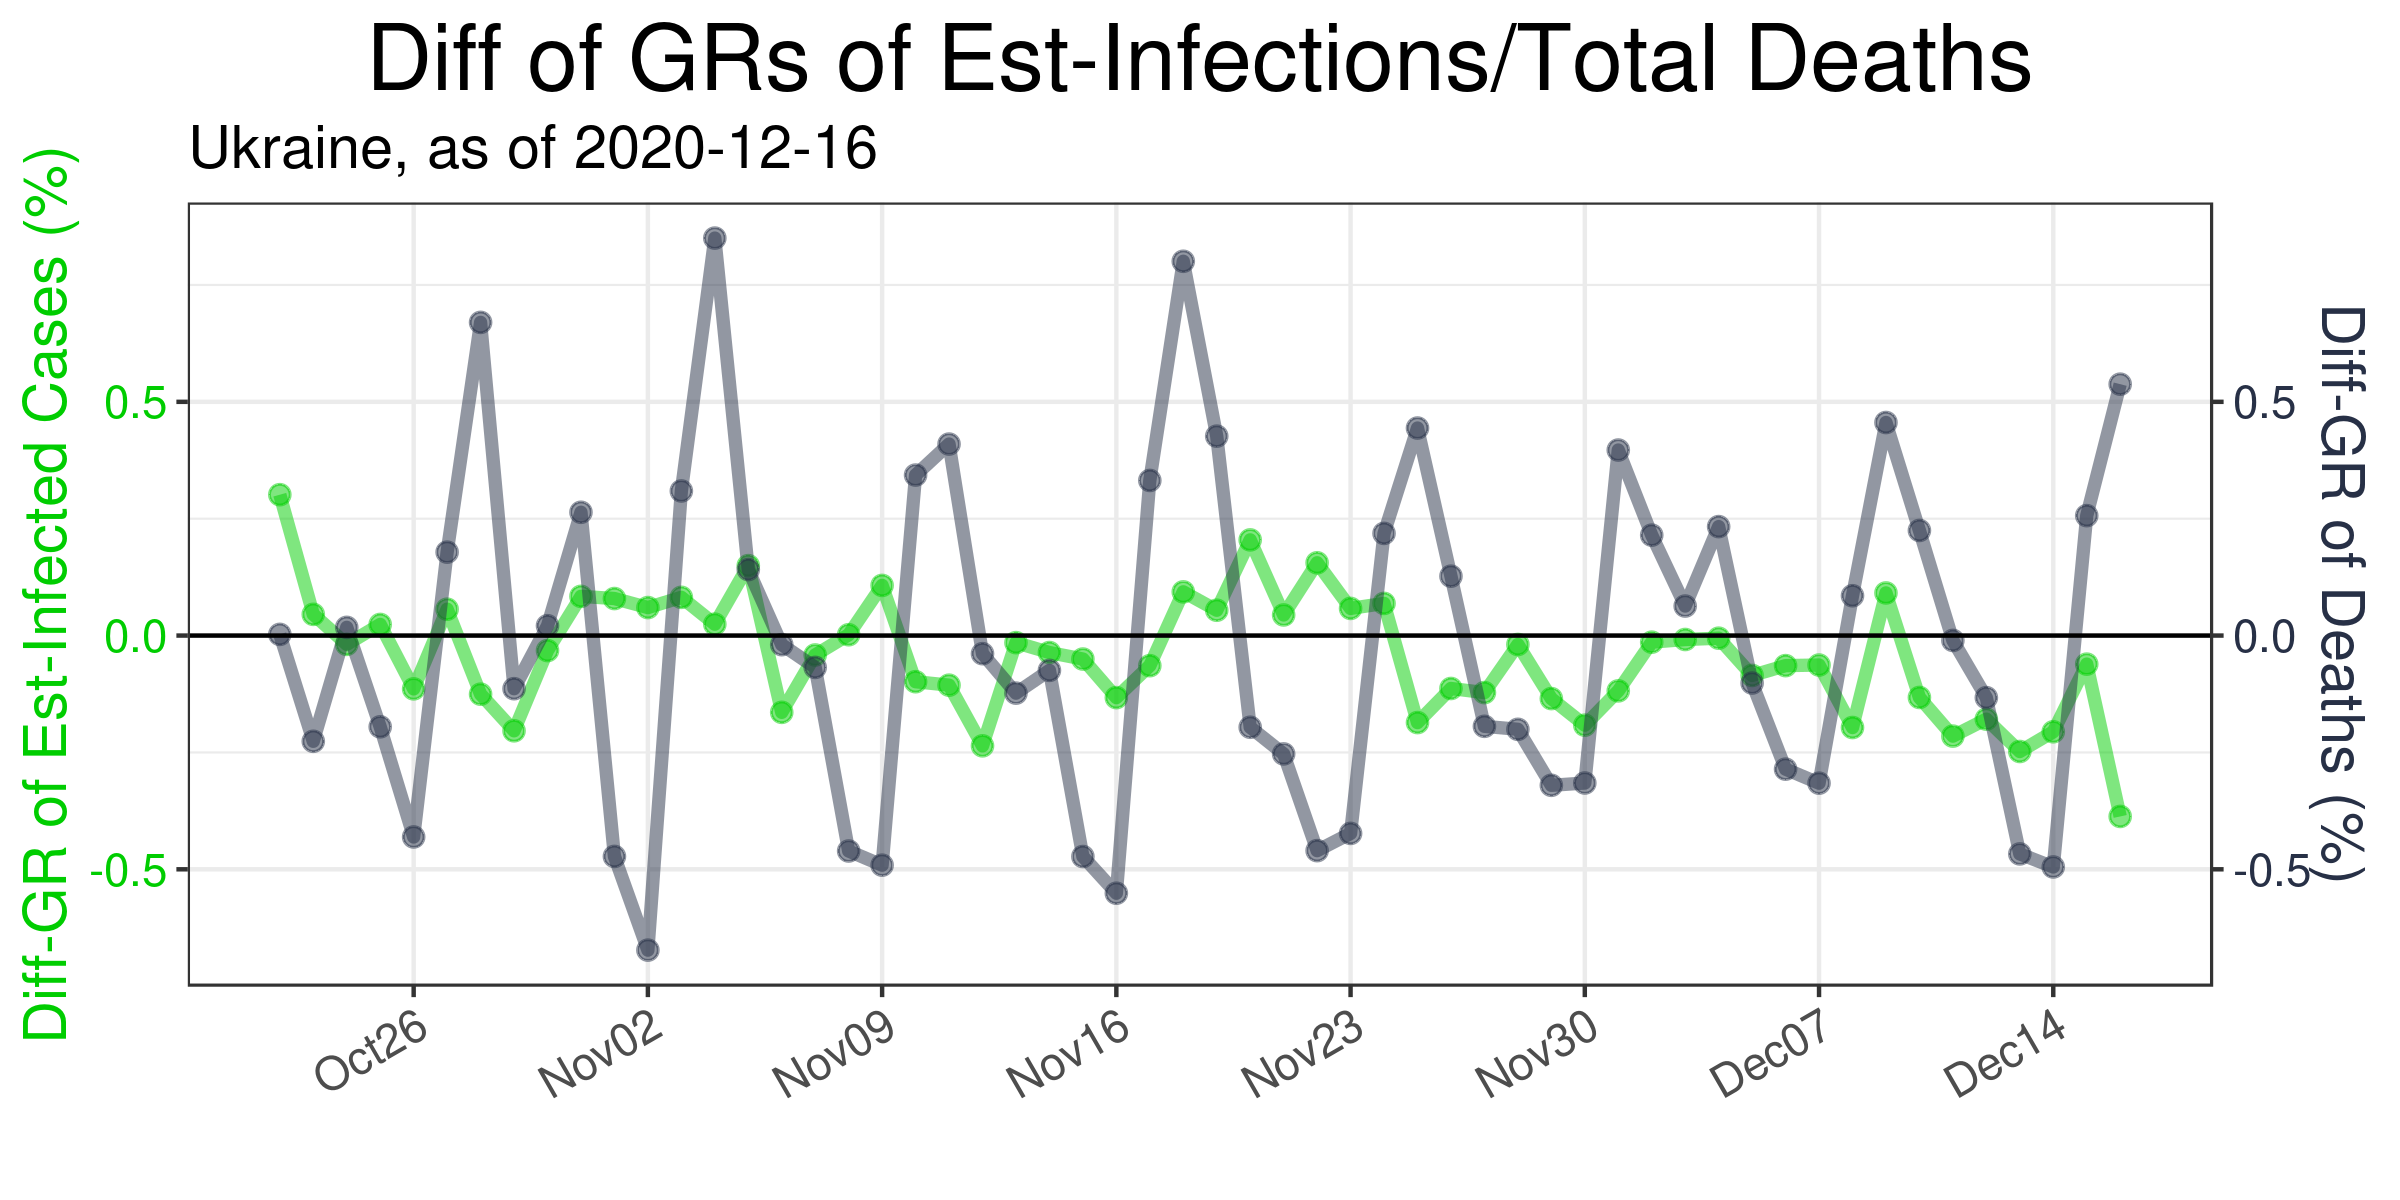 Diff of GRs of Est-Infections/Total Deaths
Ukraine, as of 2020-12-16
Diff-GR of Est-Infected Cases (%)
0.5
0.0
-0.5
0.5
0.0
-0.5
Diff-GR of Deaths (%)
Oct26
Nov02
Nov09
Nov16
Nov23
Nov30
Dec07
Dec14